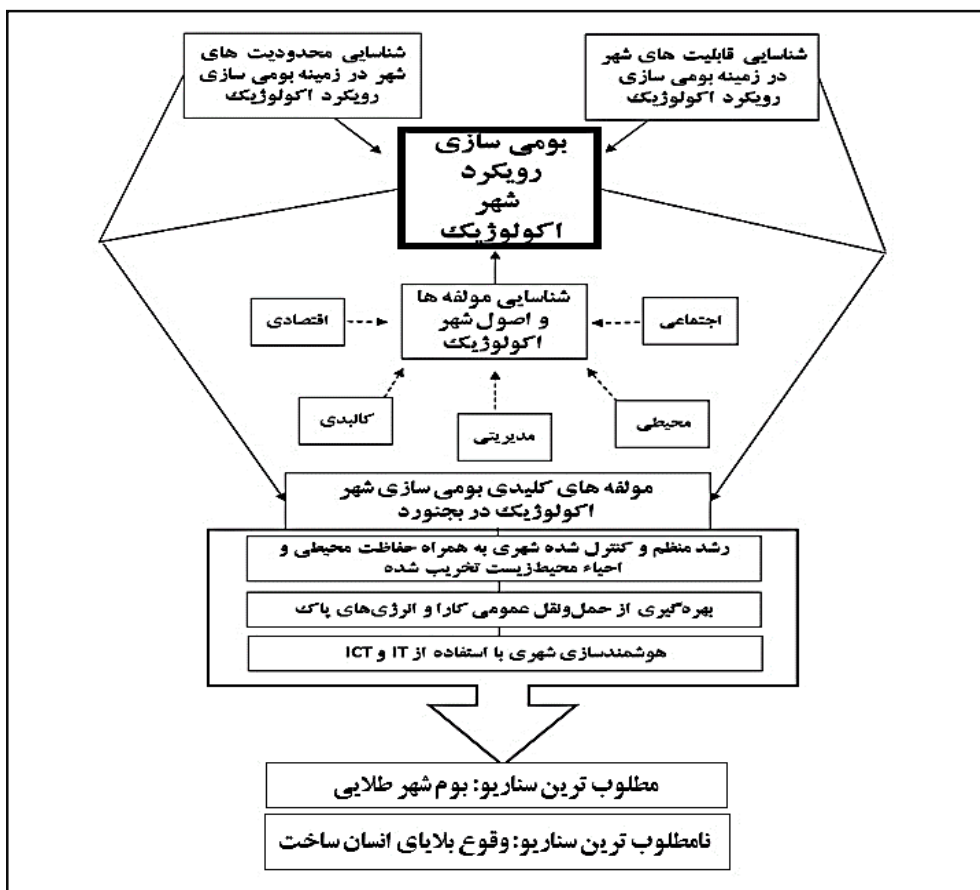 شناسایی قابلیت های شهر
در زمینه بومی سازی
رویکرد اکولوژیک
شناسایی محدودیت های
شهر در زمینه بومی سازی
رویکرد اکولوژیک
بومی سازی
رویکرد
شهر
اکولوژیک
شناسایی مولفه ها
و اصول شهر
اکولوژیک
اجتماعی
اقتصادی
محیطی
مدیریتی
کالبدی
مولفه های کلیدی بومی سازی شهر
اکولوژیک در بجنورد
رشد منظم و کنترل شده شهری به همراه حفاظت محیطی و
احیاء محیط‌زیست تخریب شده
بهره‌گیری از حمل‌ونقل عمومی کارا و انرژی‌های پاک
هوشمندسازی شهری با استفاده از IT و ICT
مطلوب ترین سناریو: بوم شهر طلایی
نامطلوب ترین سناریو: وقوع بلایای انسان ساخت